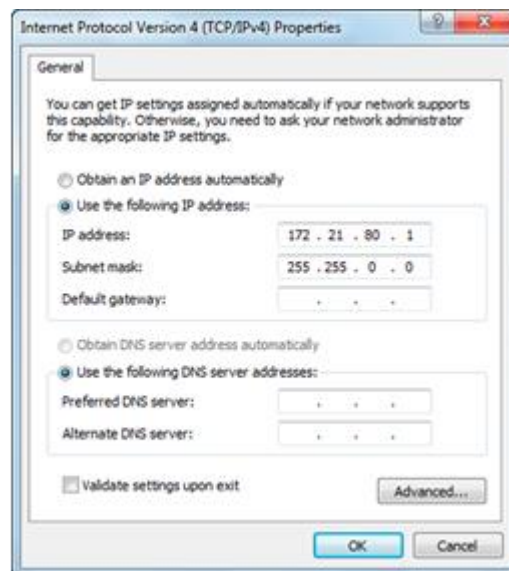 Internet Protocol Version 4 (TCP/IPv4) Properties
General
You can get IP settings assigned automatically if your network supports
this capability. Otherwise, you need to ask your network administrator
for the appropriate IP settings.
Obtain an IP address automatically
Use the following IP address:
IP address: 172 . 21 . 80 . 1
Subnet mask: 255 . 255 . 0 . 0
Default gateway: . . .
Obtain DNS server address automatically
Use the following DNS server addresses:
Preferred DNS server: . . .
Alternate DNS server: . . .
Validate settings upon exit
Advanced...
OK Cancel